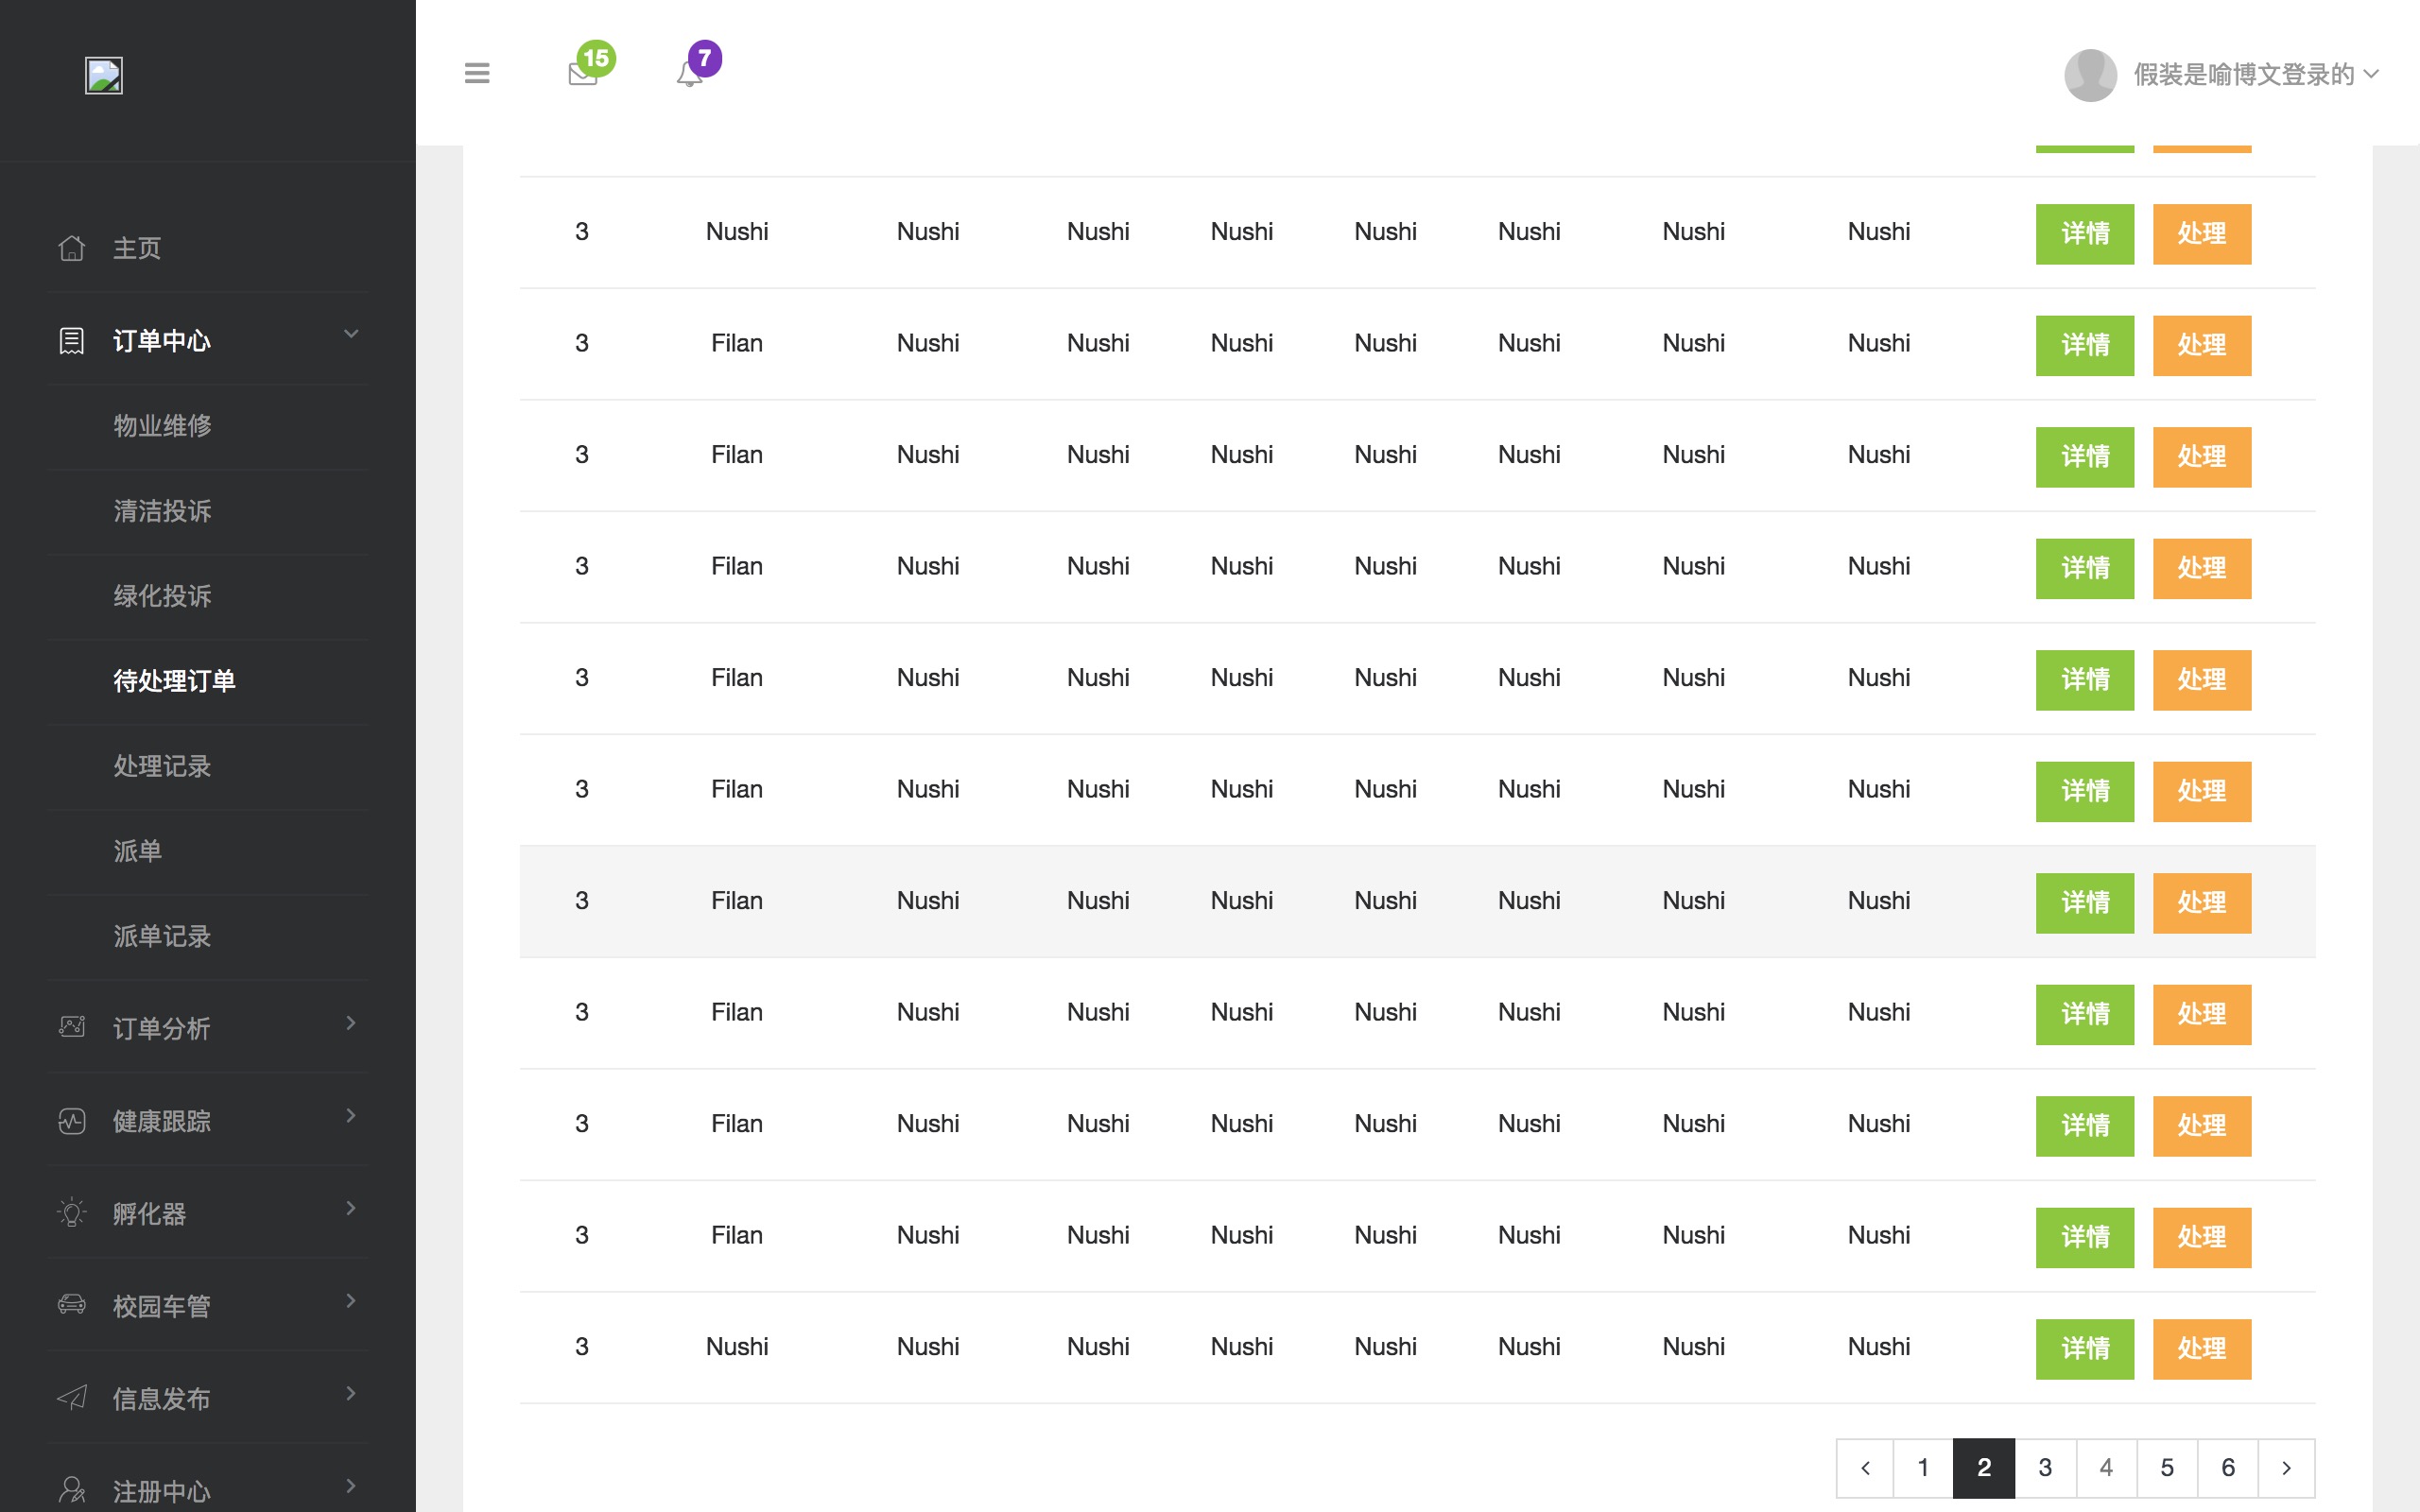 15
7
假装是喻博文登录的
主页
订单中心
物业维修
清洁投诉
绿化投诉
待处理订单
处理记录
派单
派单记录
订单分析
健康跟踪
孵化器
校园车管
信息发布
注册中心
3 Nushi Nushi Nushi Nushi Nushi Nushi Nushi Nushi 详情 处理
3 Filan Nushi Nushi Nushi Nushi Nushi Nushi Nushi 详情 处理
3 Filan Nushi Nushi Nushi Nushi Nushi Nushi Nushi 详情 处理
3 Filan Nushi Nushi Nushi Nushi Nushi Nushi Nushi 详情 处理
3 Filan Nushi Nushi Nushi Nushi Nushi Nushi Nushi 详情 处理
3 Filan Nushi Nushi Nushi Nushi Nushi Nushi Nushi 详情 处理
3 Filan Nushi Nushi Nushi Nushi Nushi Nushi Nushi 详情 处理
3 Filan Nushi Nushi Nushi Nushi Nushi Nushi Nushi 详情 处理
3 Filan Nushi Nushi Nushi Nushi Nushi Nushi Nushi 详情 处理
3 Filan Nushi Nushi Nushi Nushi Nushi Nushi Nushi 详情 处理
3 Nushi Nushi Nushi Nushi Nushi Nushi Nushi Nushi 详情 处理
1 2 3 4 5 6